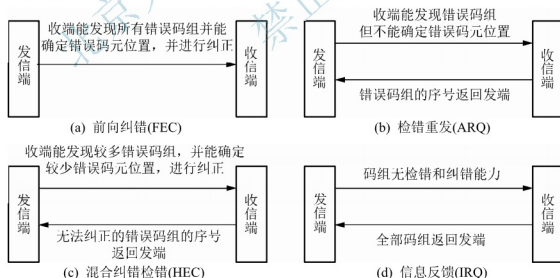 收端能发现所有错误码组并能
确定错误码元位置，并进行纠正
发信端
收信端
(a) 前向纠错(FEC)
收端能发现错误码组
但不能确定错误码元位置
发信端
收信端
错误码组的序号返回发端
(b) 检错重发(ARQ)
收端能发现较多错误码组，并能确定
较少错误码元位置，进行纠正
发信端
收信端
无法纠正的错误码组的序号
返回发端
(c) 混合纠错检错(HEC)
码组无检错和纠错能力
发信端
收信端
全部码组返回发端
(d) 信息反馈(IRQ)